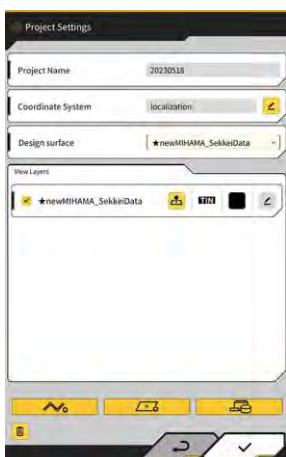 Project Settings
Project Name 20230518
Coordinate System localization
Design surface ★newMIHAMA_SekkeiData
View Layers
★newMIHAMA_SekkeiData TIN